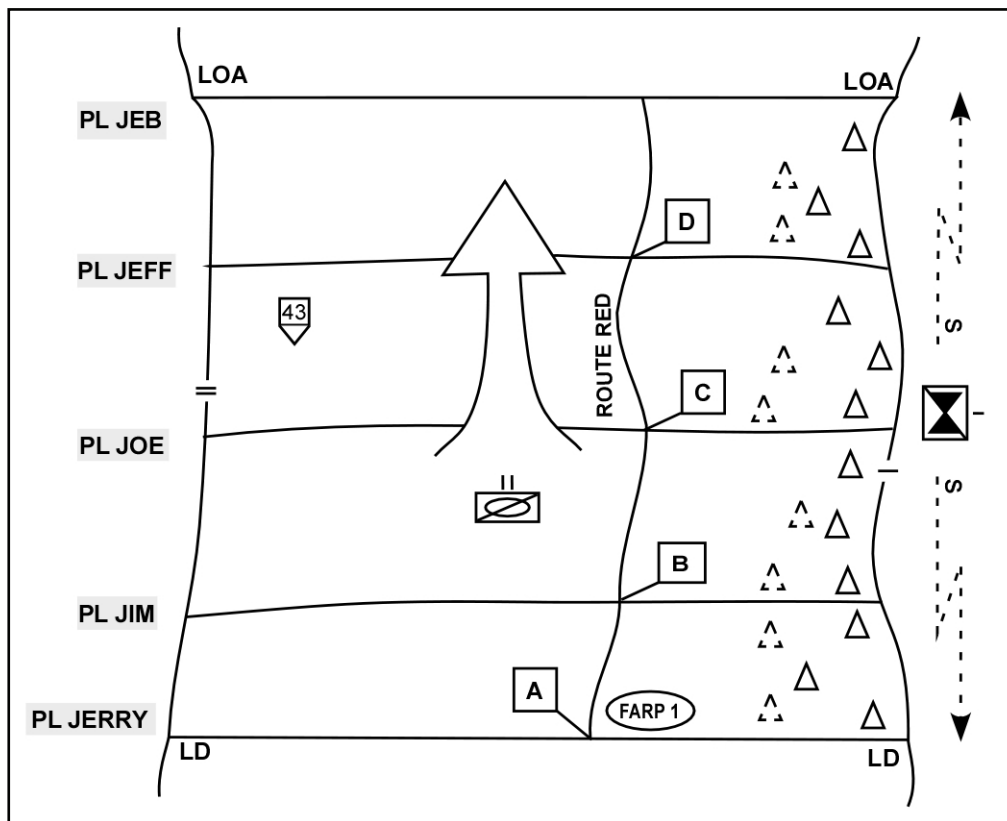 LOA LOA
PL JEB
D
PL JEFF
43
ROUTE RED
S
C
PL JOE
S
B
PL JIM
A
FARP 1
PL JERRY
LD LD